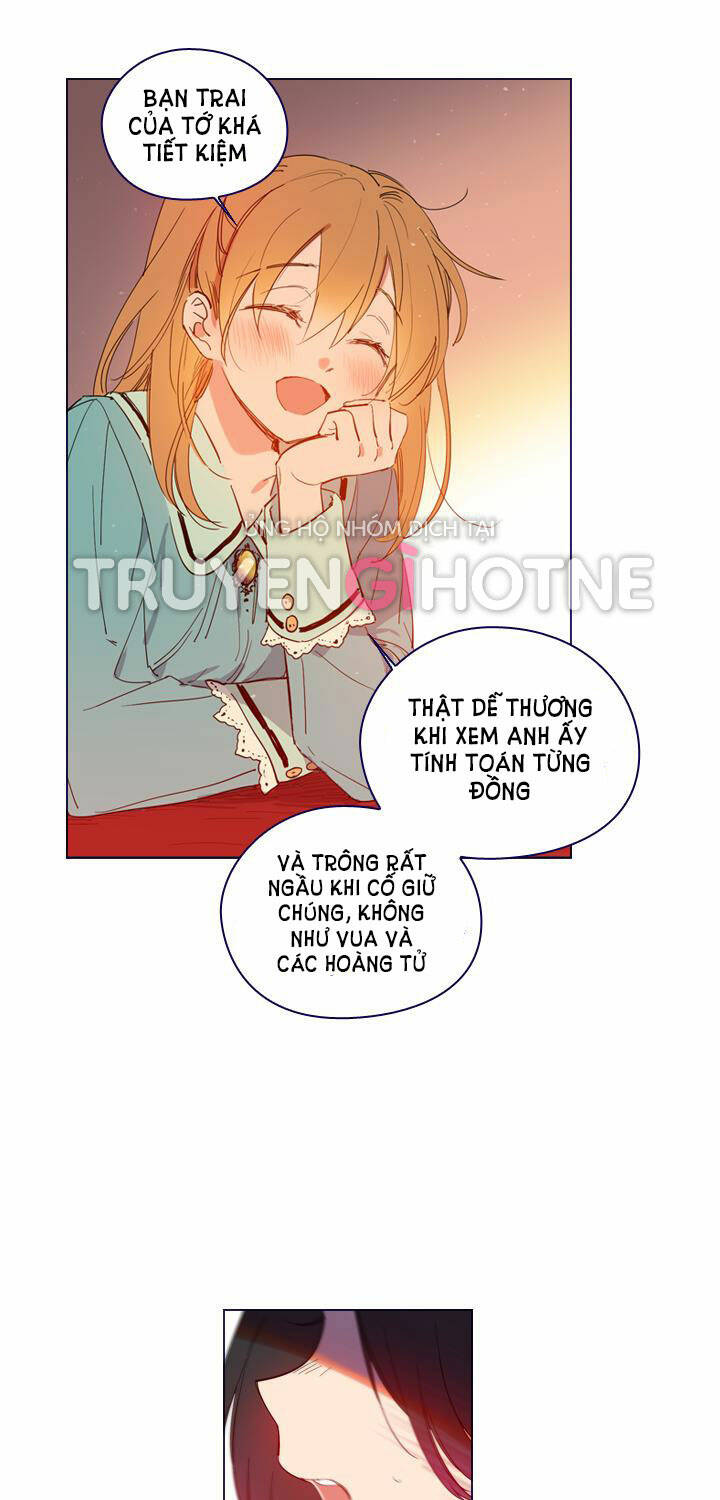 BẠN TRAI
CỦA TỚ KHÁ
TIẾT KIỆM
ỦNG HỘ NHÓM DỊCH TẠI
TRUYENGIHOTNE
THẬT DỄ THƯƠNG
KHI XEM ANH ẤY
TÍNH TOÁN TỪNG
ĐỒNG
VÀ TRÔNG RẤT
NGẦU KHI CỐ GIỮ
CHÚNG, KHÔNG
NHƯ VUA VÀ
CÁC HOÀNG TỬ